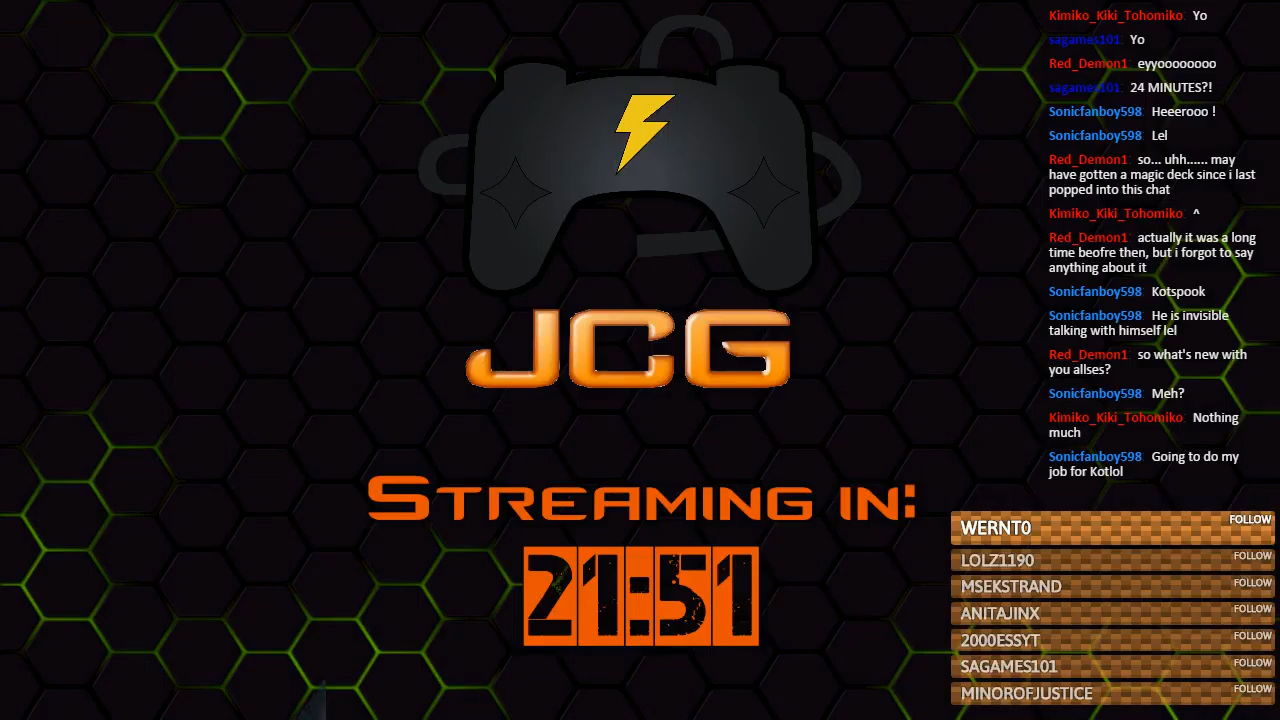 JCG
STREAMING IN:
21:51
Kimiko_Kiki_Tohomiko: Yo
sagames101: Yo
Red_Demon1: eyyoooooooo
sagames101: 24 MINUTES?!
Sonicfanboy598: Heeerooo !
Sonicfanboy598: Lel
Red_Demon1: so... uhh...... may
have gotten a magic deck since i last
popped into this chat
Kimiko_Kiki_Tohomiko: ^
Red_Demon1: actually it was a long
time beofre then, but i forgot to say
anything about it
Sonicfanboy598: Kotspook
Sonicfanboy598: He is invisible
talking with himself lel
Red_Demon1: so what's new with
you allses?
Sonicfanboy598: Meh?
Kimiko_Kiki_Tohomiko: Nothing
much
Sonicfanboy598: Going to do my
job for Kotlol
WERNT0 FOLLOW
LOLZ1190 FOLLOW
MSEKSTRAND FOLLOW
ANITAJINX FOLLOW
2000ESSYT FOLLOW
SAGAMES101 FOLLOW
MINOROFJUSTICE FOLLOW